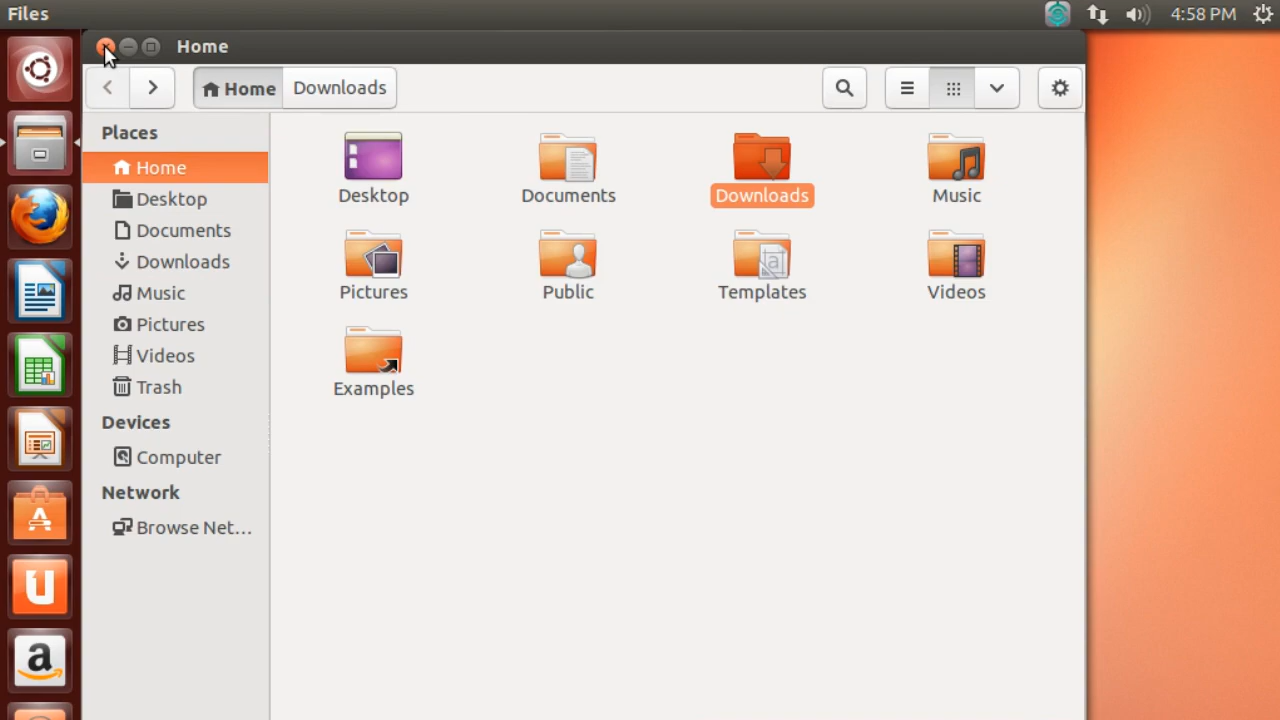 Files
4:58 PM
Home
Home
Downloads
Places
Home
Desktop
Documents
Downloads
Music
Pictures
Videos
Trash
Devices
Computer
Network
Browse Net…
Desktop
Documents
Downloads
Music
Pictures
Public
Templates
Videos
Examples